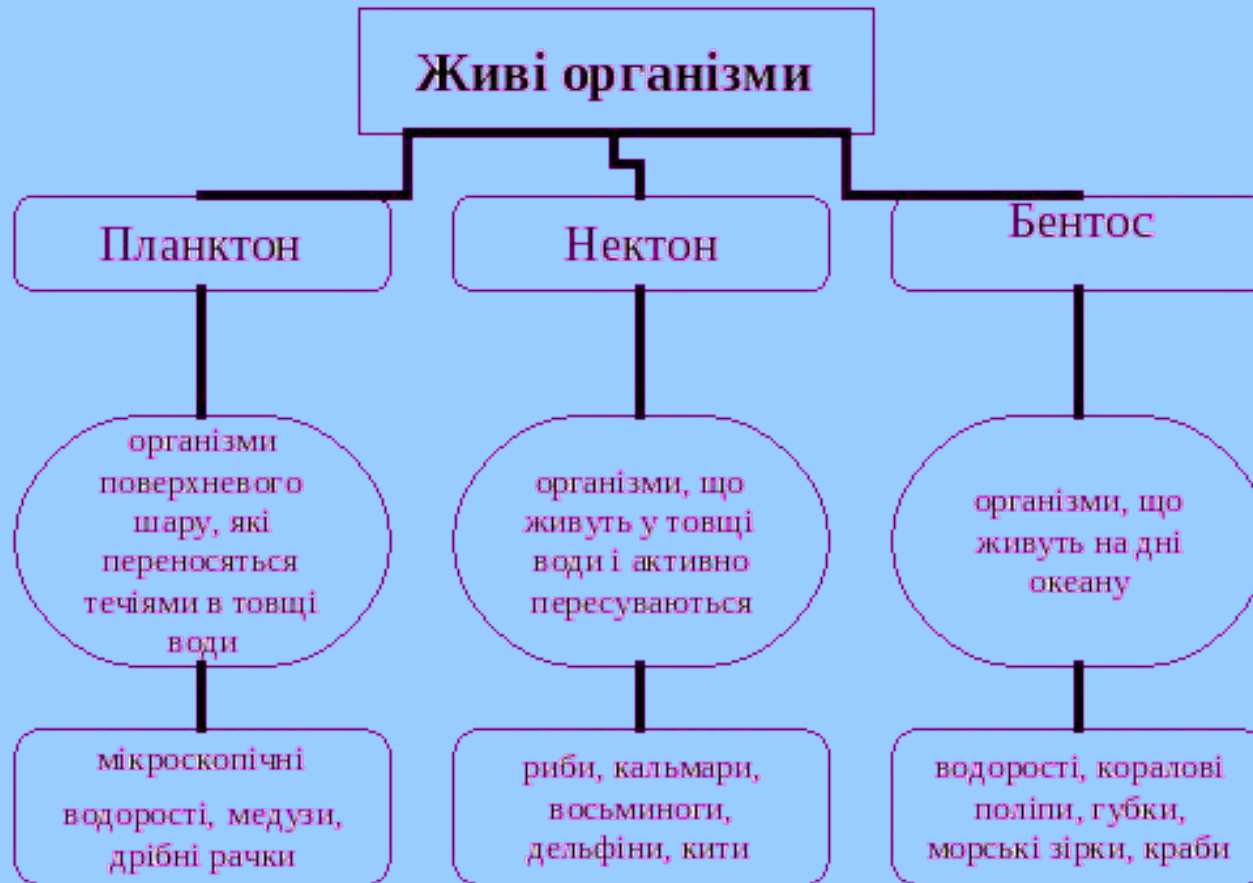 Живі організми
Планктон
Нектон
Бентос
організми
поверхневого
шару, які
переносяться
течіями в товщі
води
організми, що
живуть у товщі
води і активно
пересуваються
організми, що
живуть на дні
океану
мікроскопічні
водорості, медузи,
дрібні рачки
риби, кальмари,
восьминоги,
дельфіни, кити
водорості, коралові
поліпи, губки,
морські зірки, краби